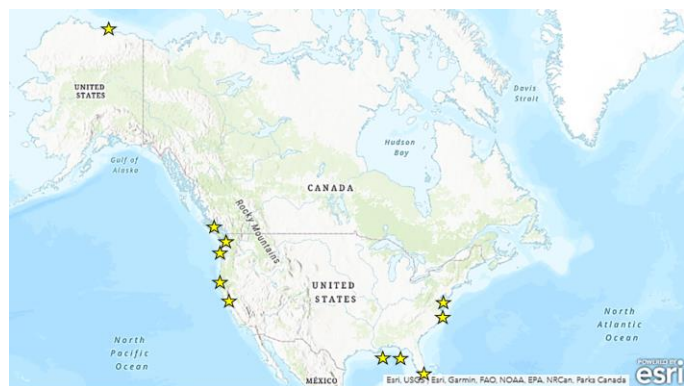 UNITED
STATES
Gulf of
Alaska
Davis
Strait
Hudson
Bay
CANADA
Rocky Mountains
UNITED
STATES
North
Pacific
Ocean
North
Atlantic
Ocean
MÉXICO
Esri, USGS | Esri, Garmin, FAO, NOAA, EPA, NRCan, Parks Canada
POWERED BY
esri